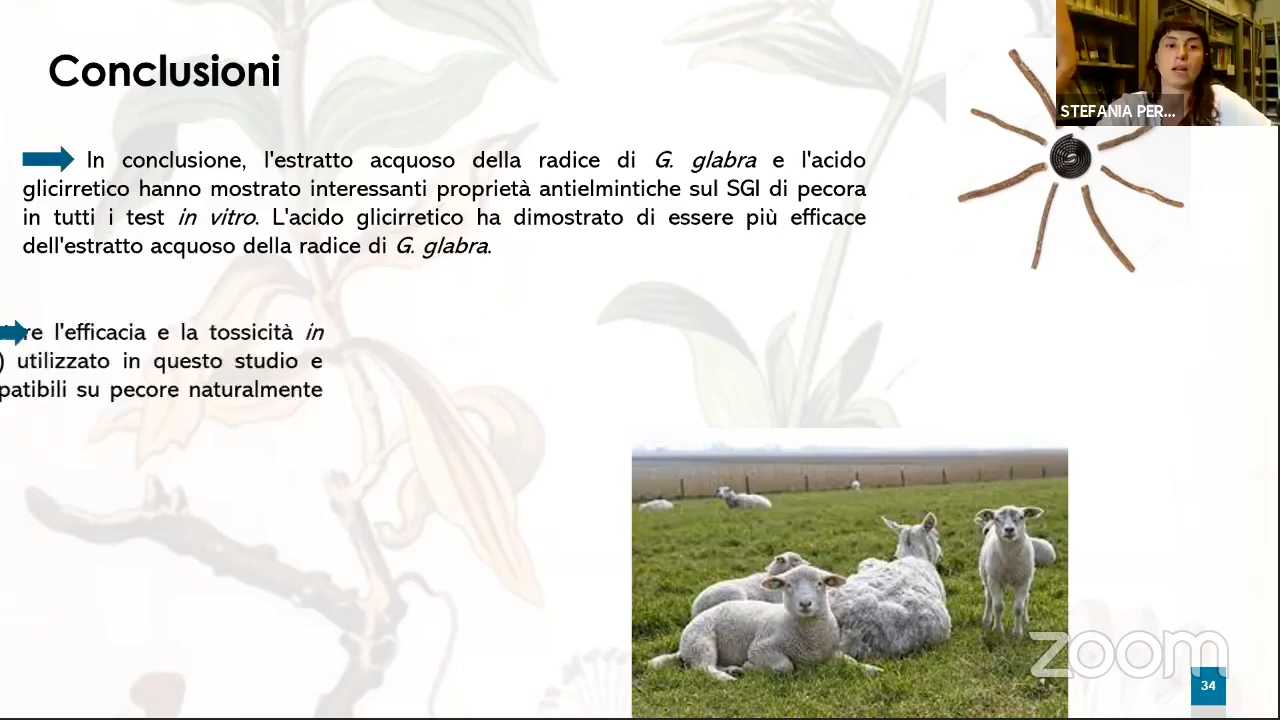 Conclusioni
STEFANIA PER...
In conclusione, l'estratto acquoso della radice di G. glabra e l'acido
glicirretico hanno mostrato interessanti proprietà antielmintiche sul SGI di pecora
in tutti i test in vitro. L'acido glicirretico ha dimostrato di essere più efficace
dell'estratto acquoso della radice di G. glabra.
re l'efficacia e la tossicità in
) utilizzato in questo studio e
patibili su pecore naturalmente
zoom
34